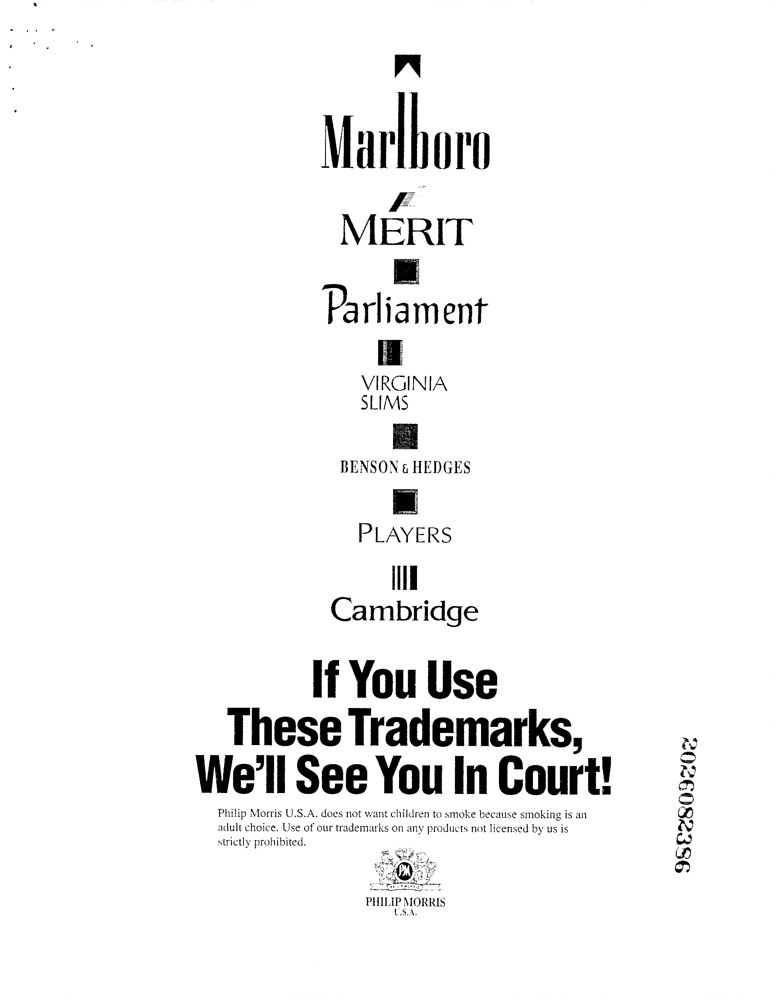 Marlboro
MERIT
Parliament
VIRGINIA
SLIMS
BENSON & HEDGES
PLAYERS
Cambridge
If You Use
These Trademarks,
We'll See You In Court!
Philip Morris U.S.A. does not want children to smoke because smoking is an
adult choice. Use of our trademarks on any products not licensed by us is
strictly prohibited.
PM
PHILIP MORRIS
U.S.A.
2026082386